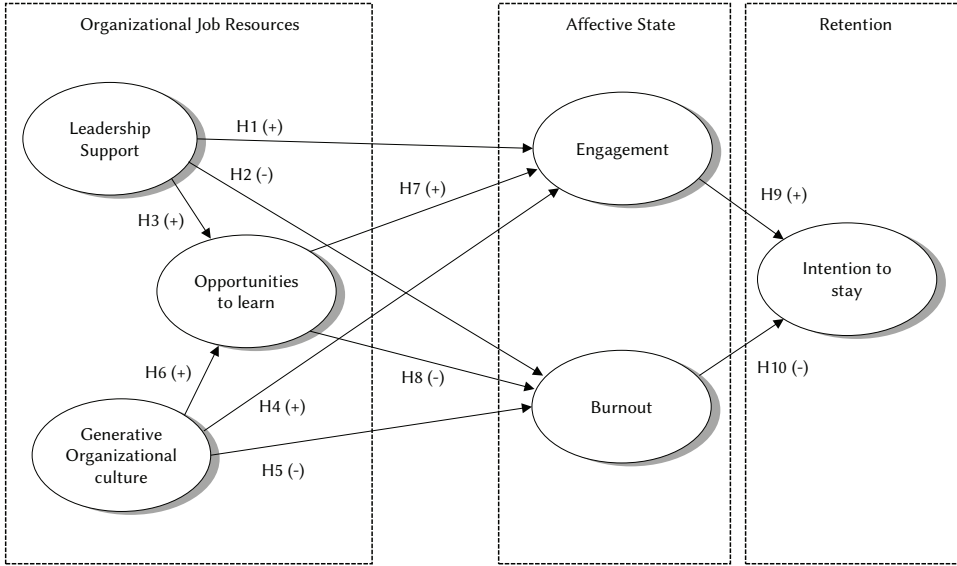 Organizational Job Resources
Affective State
Retention
Leadership
Support
H1 (+)
H2 (-)
H3 (+)
Engagement
H7 (+)
H9 (+)
Opportunities
to learn
Intention to
stay
H6 (+)
H4 (+)
H8 (-)
H10 (-)
Burnout
Generative
Organizational
culture
H5 (-)